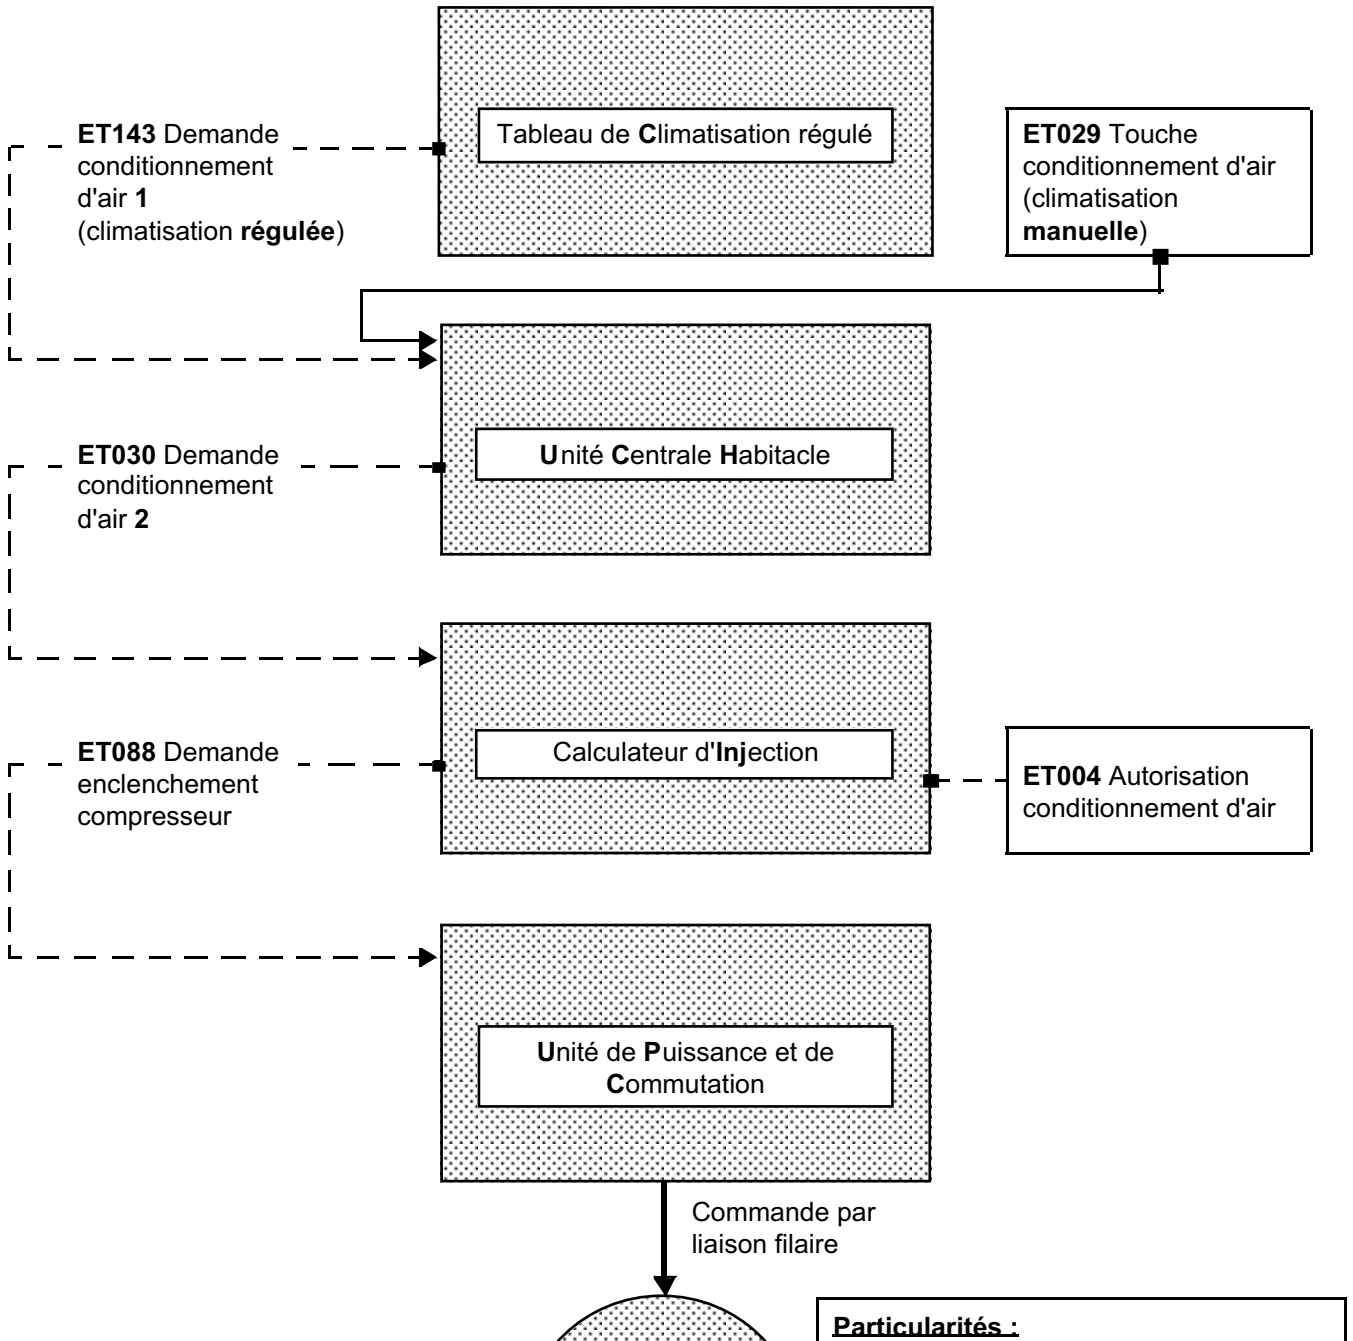 ET143 Demande
conditionnement
d'air 1
(climatisation régulée)
Tableau de Climatisation régulé
ET029 Touche
conditionnement d'air
(climatisation
manuelle)
ET030 Demande
conditionnement
d'air 2
Unité Centrale Habitacle
ET088 Demande
enclenchement
compresseur
Calculateur d'Injection
ET004 Autorisation
conditionnement d'air
Unité de Puissance et de
Commutation
Commande par
liaison filaire
Particularités :